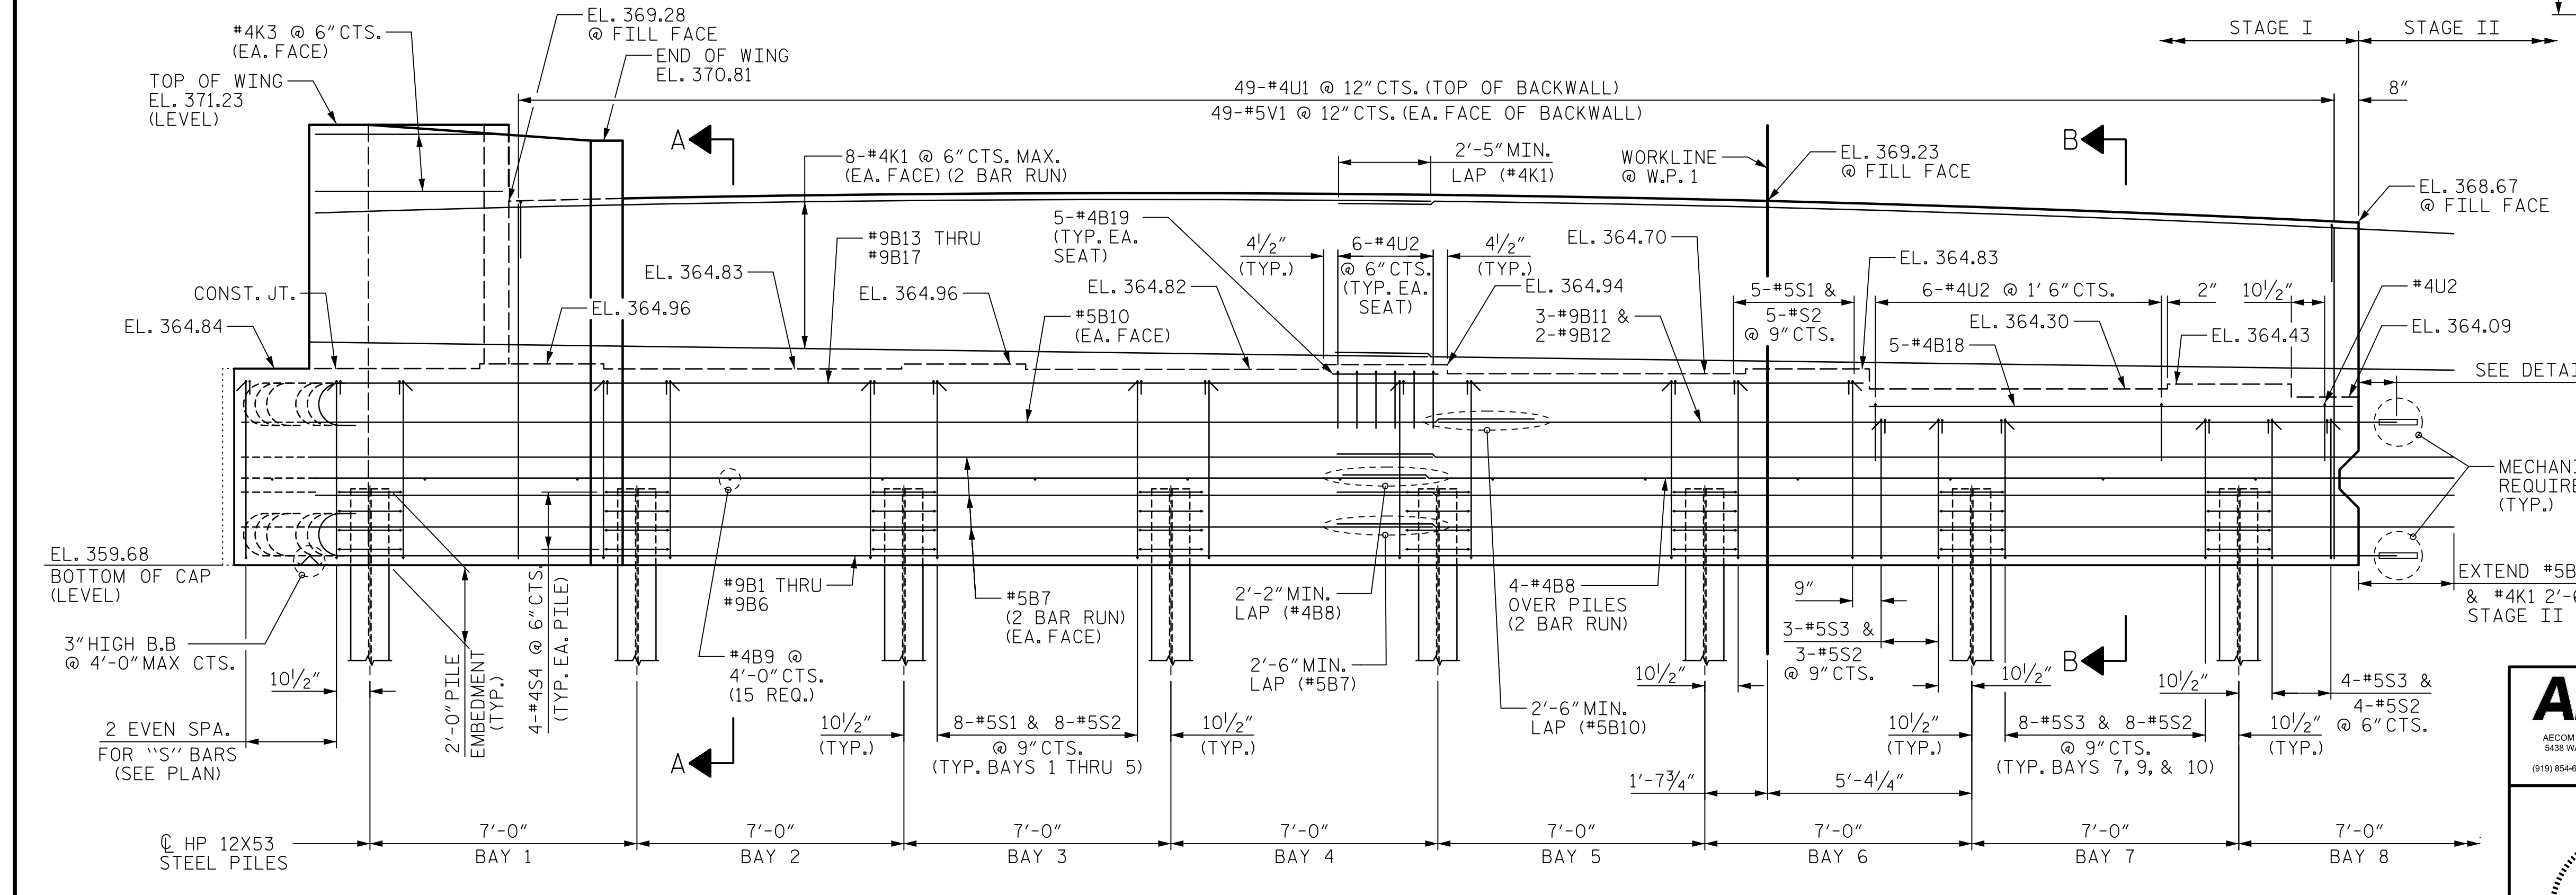 #4K3 @ 6" CTS.
(EA. FACE)
TOP OF WING
EL. 371.23
(LEVEL)
EL. 369.28
@ FILL FACE
END OF WING
EL. 370.81
STAGE I
STAGE II
49-#4U1 @ 12" CTS. (TOP OF BACKWALL)
49-#5V1 @ 12" CTS. (EA. FACE OF BACKWALL)
8"
A
8-#4K1 @ 6" CTS. MAX.
(EA. FACE) (2 BAR RUN)
2'-5" MIN.
LAP (#4K1)
WORKLINE
@ W.P. 1
EL. 369.23
@ FILL FACE
B
EL. 368.67
@ FILL FACE
#9B13 THRU
#9B17
5-#4B19
(TYP. EA.
SEAT)
4½"
(TYP.)
6-#4U2
@ 6" CTS.
(TYP. EA.
SEAT)
4½"
(TYP.)
EL. 364.70
EL. 364.83
CONST. JT.
EL. 364.84
EL. 364.96
EL. 364.83
EL. 364.96
EL. 364.82
EL. 364.94
#5B10
(EA. FACE)
3-#9B11 &
2-#9B12
5-#5S1 &
5-#S2
@ 9" CTS.
6-#4U2 @ 1' 6" CTS.
2"
10½"
#4U2
EL. 364.30
EL. 364.43
EL. 364.09
5-#4B18
SEE DETAI
MECHANI
REQUIRE
(TYP.)
EL. 359.68
BOTTOM OF CAP
(LEVEL)
3" HIGH B.B
@ 4'-0" MAX CTS.
10½"
2 EVEN SPA.
FOR "S" BARS
(SEE PLAN)
2'-0" PILE
EMBEDMENT
(TYP.)
4-#4S4 @ 6" CTS.
(TYP. EA. PILE)
#9B1 THRU
#9B6
#4B9 @
4'-0" CTS.
(15 REQ.)
#5B7
(2 BAR RUN)
(EA. FACE)
2'-2" MIN.
LAP (#4B8)
2'-6" MIN.
LAP (#5B7)
4-#4B8
OVER PILES
(2 BAR RUN)
2'-6" MIN.
LAP (#5B10)
9"
3-#5S3 &
3-#5S2
@ 9" CTS.
EXTEND #5B
& #4K1 2'-6
STAGE II
A
B
10½"
(TYP.)
8-#5S1 & 8-#5S2
@ 9" CTS.
(TYP. BAYS 1 THRU 5)
10½"
(TYP.)
10½"
10½"
10½"
(TYP.)
8-#5S3 & 8-#5S2
@ 9" CTS.
(TYP. BAYS 7, 9, & 10)
10½"
10½"
(TYP.)
4-#5S3 &
4-#5S2
@ 6" CTS.
1'-7¾"
5'-4¼"
℄ HP 12X53
STEEL PILES
7'-0"
BAY 1
7'-0"
BAY 2
7'-0"
BAY 3
7'-0"
BAY 4
7'-0"
BAY 5
7'-0"
BAY 6
7'-0"
BAY 7
7'-0"
BAY 8
AECOM
5438 W
(919) 854-6